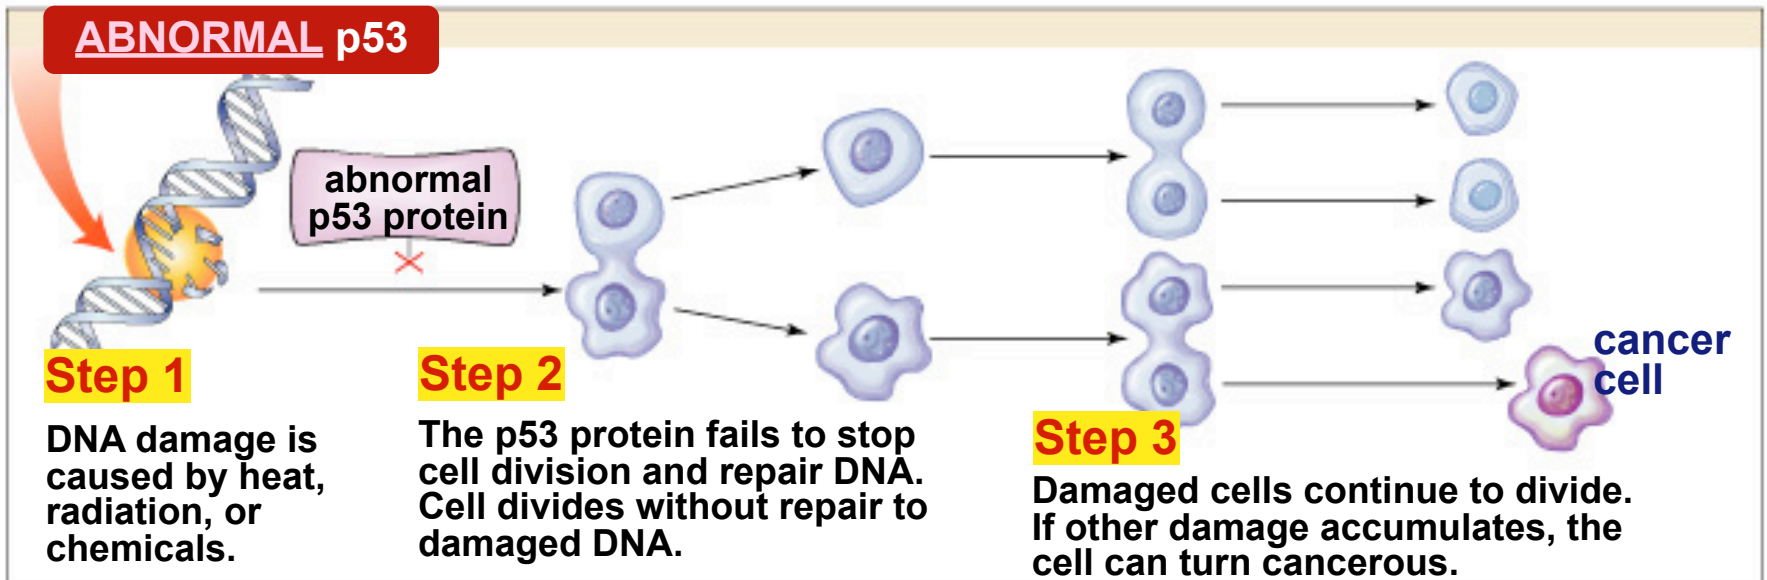 ABNORMAL p53
abnormal
p53 protein
Step 1
DNA damage is
caused by heat,
radiation, or
chemicals.
Step 2
The p53 protein fails to stop
cell division and repair DNA.
Cell divides without repair to
damaged DNA.
cancer
cell
Step 3
Damaged cells continue to divide.
If other damage accumulates, the
cell can turn cancerous.